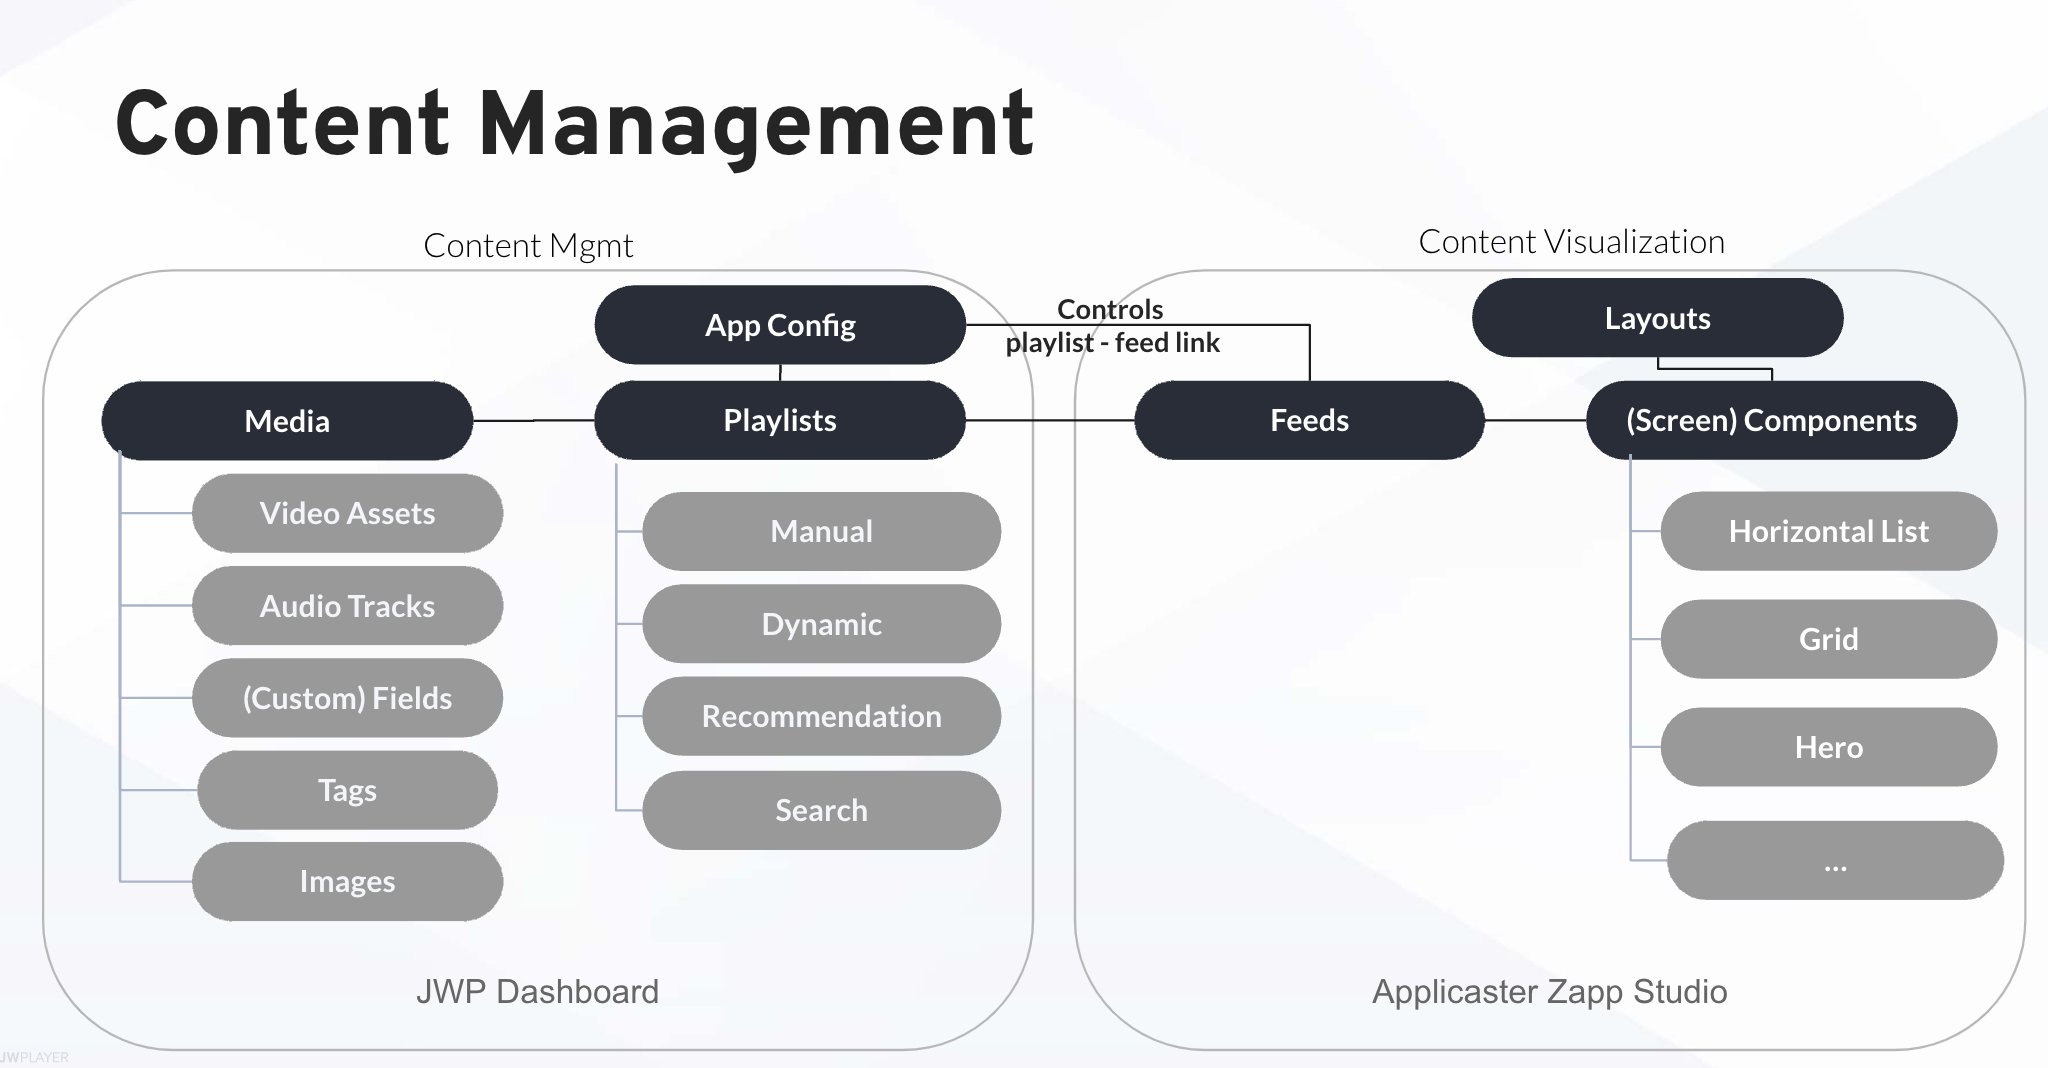 Content Management
Content Mgmt
Content Visualization
App Config
Controls
playlist - feed link
Layouts
Media
Playlists
Feeds
(Screen) Components
Video Assets
Audio Tracks
(Custom) Fields
Tags
Images
Manual
Dynamic
Recommendation
Search
Horizontal List
Grid
Hero
...
JWP Dashboard
Applicaster Zapp Studio
JWPLAYER